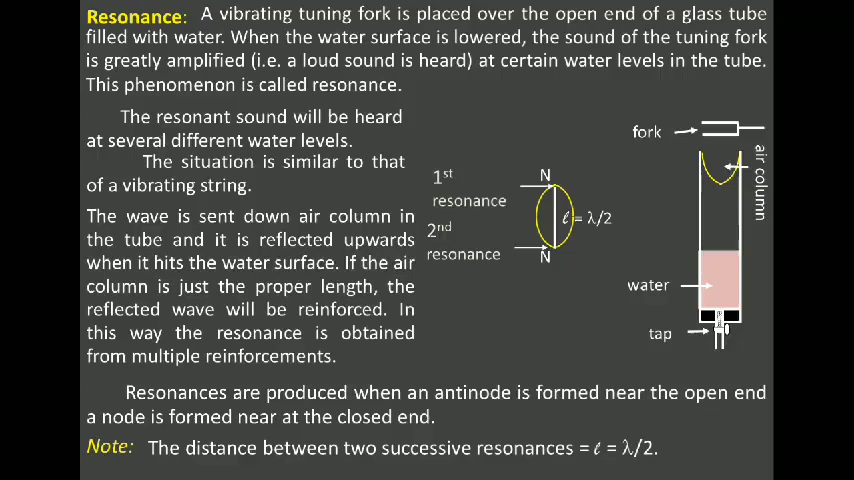 Resonance: A vibrating tuning fork is placed over the open end of a glass tube
filled with water. When the water surface is lowered, the sound of the tuning fork
is greatly amplified (i.e. a loud sound is heard) at certain water levels in the tube.
This phenomenon is called resonance.
The resonant sound will be heard
at several different water levels.
The situation is similar to that
of a vibrating string.
The wave is sent down air column in
the tube and it is reflected upwards
when it hits the water surface. If the air
column is just the proper length, the
reflected wave will be reinforced. In
this way the resonance is obtained
from multiple reinforcements.
1st
resonance
2nd
resonance
N
ℓ = λ/2
N
fork
air column
water
tap
Resonances are produced when an antinode is formed near the open end
a node is formed near at the closed end.
Note: The distance between two successive resonances = ℓ = λ/2.